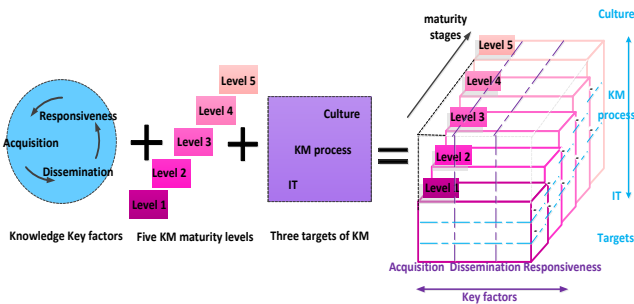 Responsiveness
Acquisition
Dissemination
Knowledge Key factors
Level 5
Level 4
Level 3
Level 2
Level 1
Five KM maturity levels
Culture
KM process
IT
Three targets of KM
maturity
stages
Level 5
Level 4
Level 3
Level 2
Level 1
Culture
KM
process
IT
Targets
Acquisition Dissemination Responsiveness
Key factors